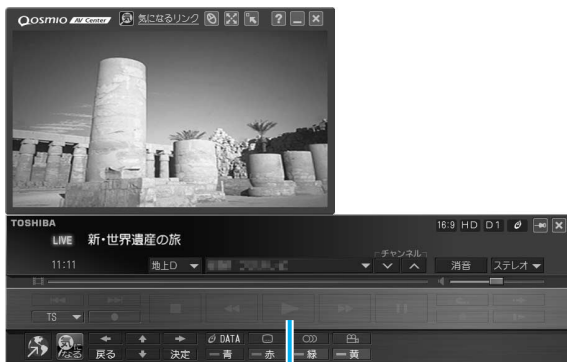 Qosmio AV Center 気になるリンク ?
TOSHIBA 16:9 HD D1
LIVE 新・世界遺産の旅
チャンネル
11:11 地上D 消音 ステレオ
TS
気になる DATA
戻る 決定 青 赤 緑 黄